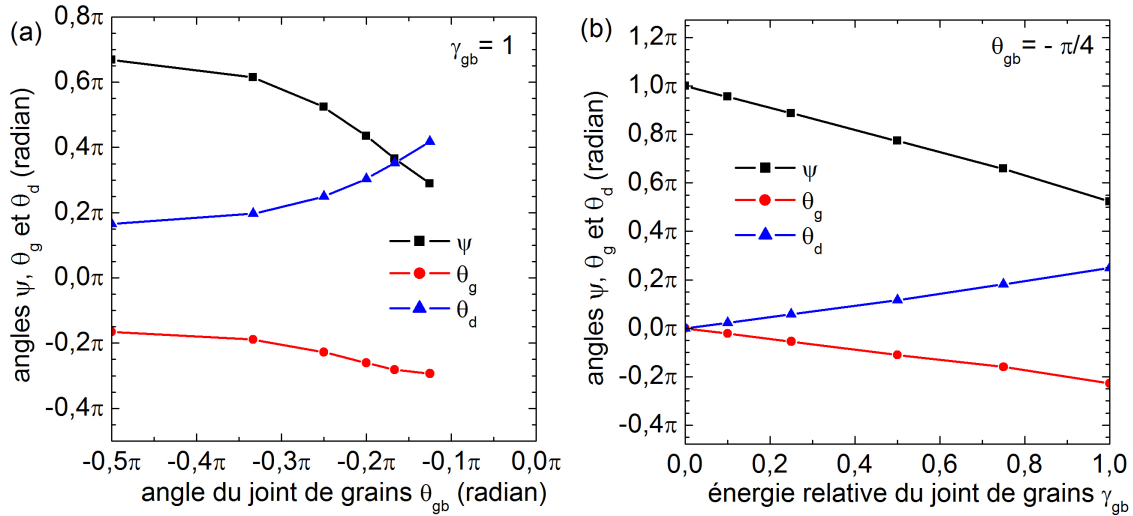 (a)
γgb= 1
angles ψ, θg et θd (radian)
0,8π
0,6π
0,4π
0,2π
0,0π
-0,2π
-0,4π
ψ
θg
θd
-0,5π -0,4π -0,3π -0,2π -0,1π 0,0π
angle du joint de grains θgb (radian)
(b)
θgb= - π/4
angles ψ, θg et θd (radian)
1,2π
1,0π
0,8π
0,6π
0,4π
0,2π
0,0π
-0,2π
-0,4π
ψ
θg
θd
0,0 0,2 0,4 0,6 0,8 1,0
énergie relative du joint de grains γgb